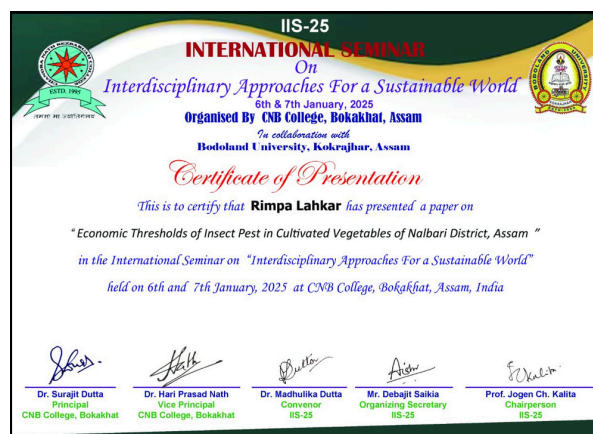 IIS-25
INTERNATIONAL SEMINAR
On
Interdisciplinary Approaches For a Sustainable World
6th & 7th January, 2025
Organised By CNB College, Bokakhat, Assam
In collaboration with
Bodoland University, Kokrajhar, Assam
ESTD. 1995
Certificate of Presentation
This is to certify that Rimpa Lahkar has presented a paper on
"Economic Thresholds of Insect Pest in Cultivated Vegetables of Nalbari District, Assam "
in the International Seminar on "Interdisciplinary Approaches For a Sustainable World"
held on 6th and 7th January, 2025 at CNB College, Bokakhat, Assam, India
Dr. Surajit Dutta
Principal
CNB College, Bokakhat
Dr. Hari Prasad Nath
Vice Principal
CNB College, Bokakhat
Dr. Madhulika Dutta
Convenor
IIS-25
Mr. Debajit Saikia
Organizing Secretary
IIS-25
Prof. Jogen Ch. Kalita
Chairperson
IIS-25